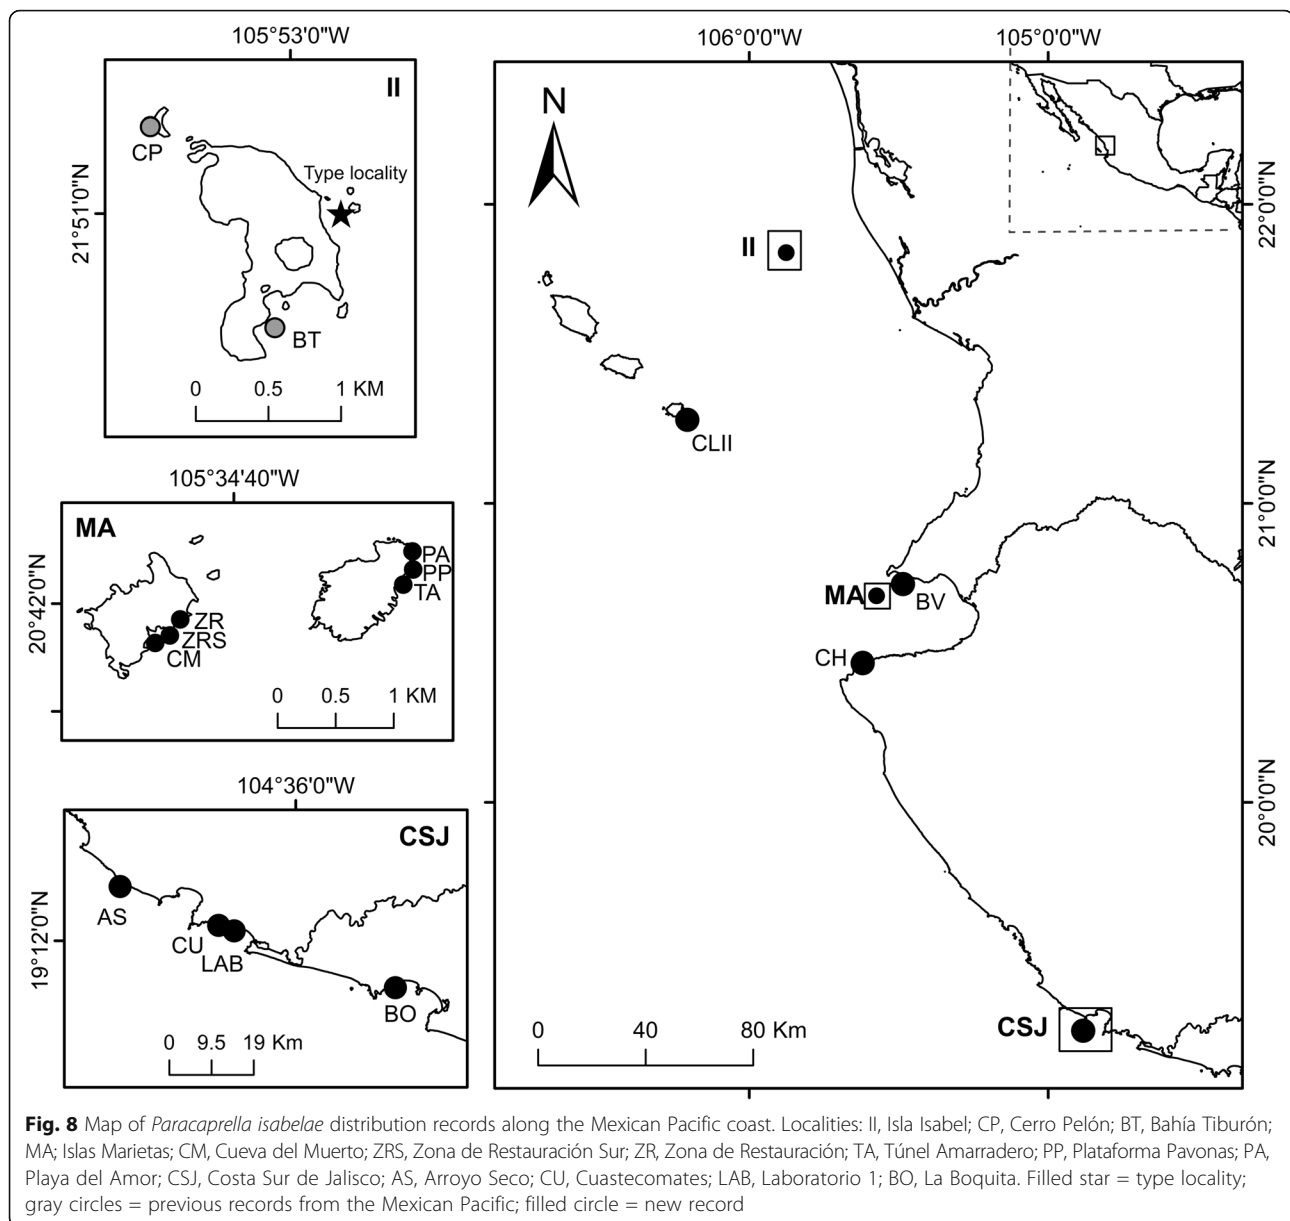 105°53'0"W
II
CP
Type locality
21°51'0"N
BT
0 0.5 1 KM
105°34'40"W
MA
PA
PP
TA
ZR
ZRS
CM
20°42'0"N
0 0.5 1 KM
104°36'0"W
CSJ
AS
CU
LAB
BO
19°12'0"N
0 9.5 19 Km
106°0'0"W 105°0'0"W
N
22°0'0"N
II
CLII
21°0'0"N
MA
BV
CH
20°0'0"N
CSJ
0 40 80 Km
Fig. 8 Map of Paracaprella isabelae distribution records along the Mexican Pacific coast. Localities: II, Isla Isabel; CP, Cerro Pelón; BT, Bahía Tiburón;
MA; Islas Marietas; CM, Cueva del Muerto; ZRS, Zona de Restauración Sur; ZR, Zona de Restauración; TA, Túnel Amarradero; PP, Plataforma Pavonas; PA,
Playa del Amor; CSJ, Costa Sur de Jalisco; AS, Arroyo Seco; CU, Cuastecomates; LAB, Laboratorio 1; BO, La Boquita. Filled star = type locality;
gray circles = previous records from the Mexican Pacific; filled circle = new record